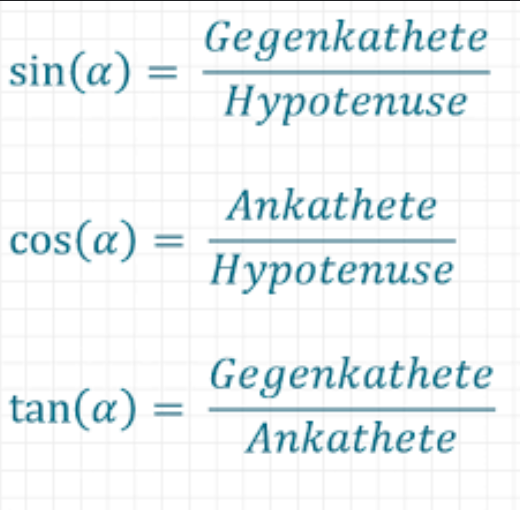 sin(α) = Gegenkathete / Hypotenuse
cos(α) = Ankathete / Hypotenuse
tan(α) = Gegenkathete / Ankathete